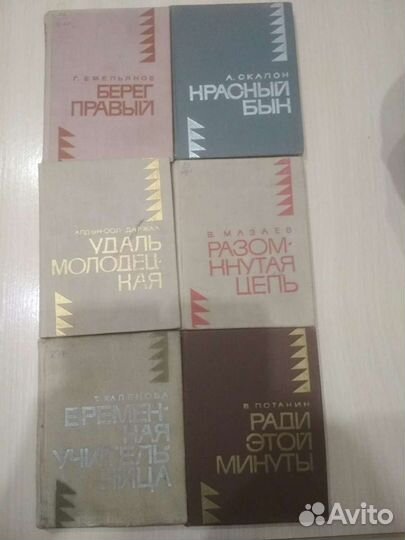 Г. ЕМЕЛЬЯНОВ
БЕРЕГ
ПРАВЫЙ
А. СКАЛОН
КРАСНЫЙ
БЫК
ДАРЖАА
УДАЛЬ
МОЛОДЕЦ-
КАЯ
В. МАЗАЕВ
РАЗОМ-
КНУТАЯ
ЦЕПЬ
Т.
ВРЕМЕН-
НАЯ
УЧИТЕЛЬ-
НИЦА
В. ПОТАНИН
РАДИ
ЭТОЙ
МИНУТЫ
Avito